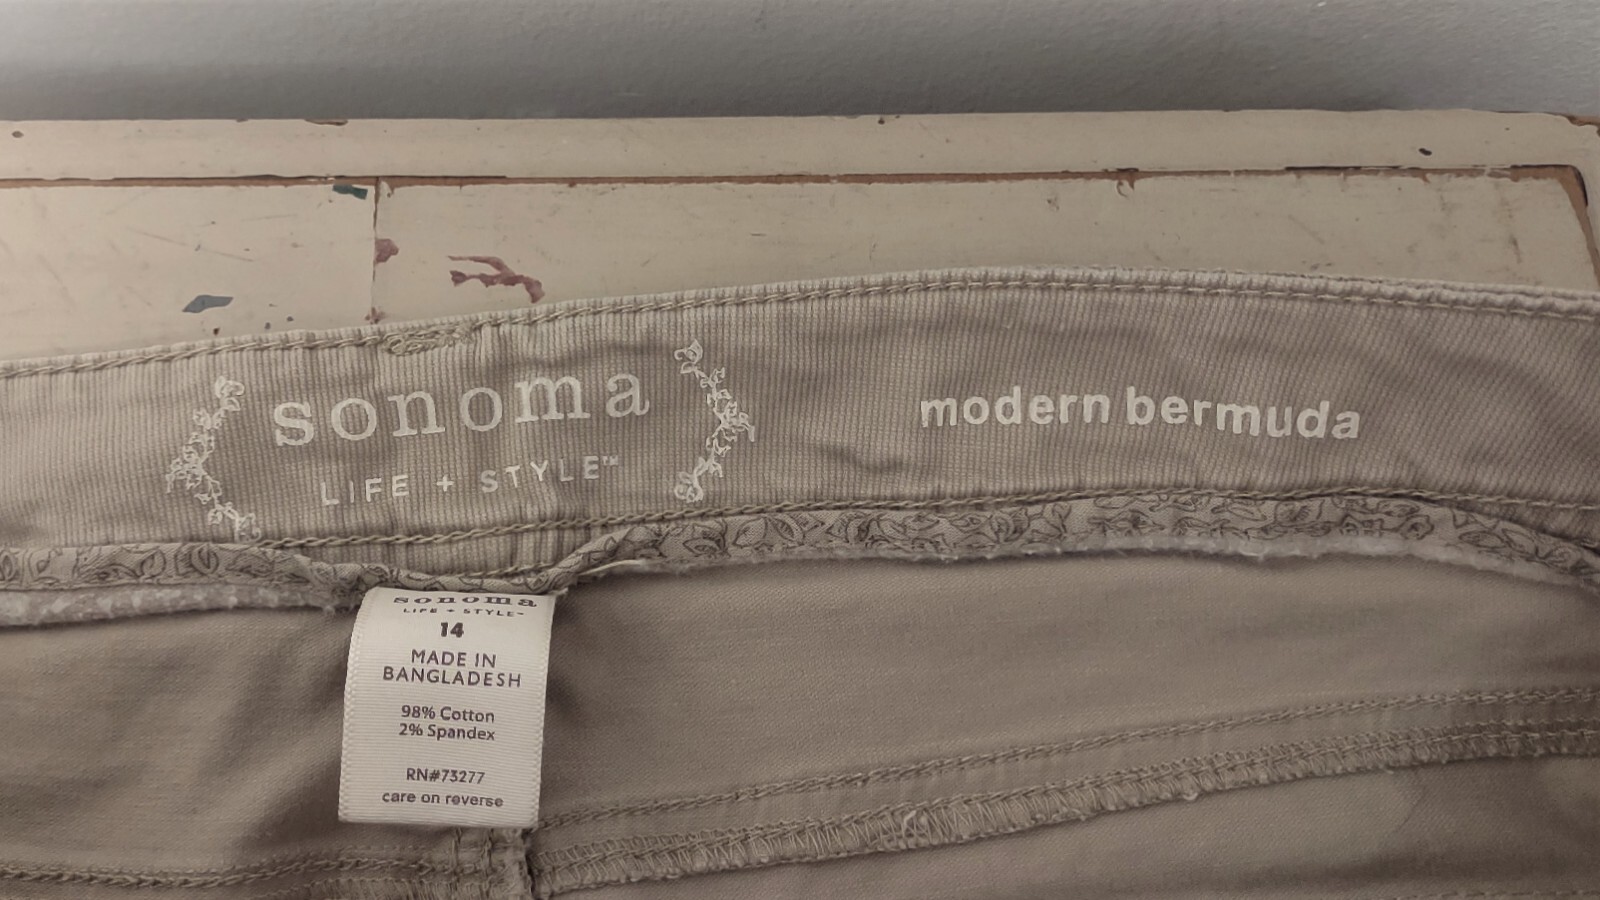 sonoma
LIFE + STYLE™
modern bermuda
sonoma
LIFE + STYLE™
14
MADE IN
BANGLADESH
98% Cotton
2% Spandex
RN#73277
care on reverse